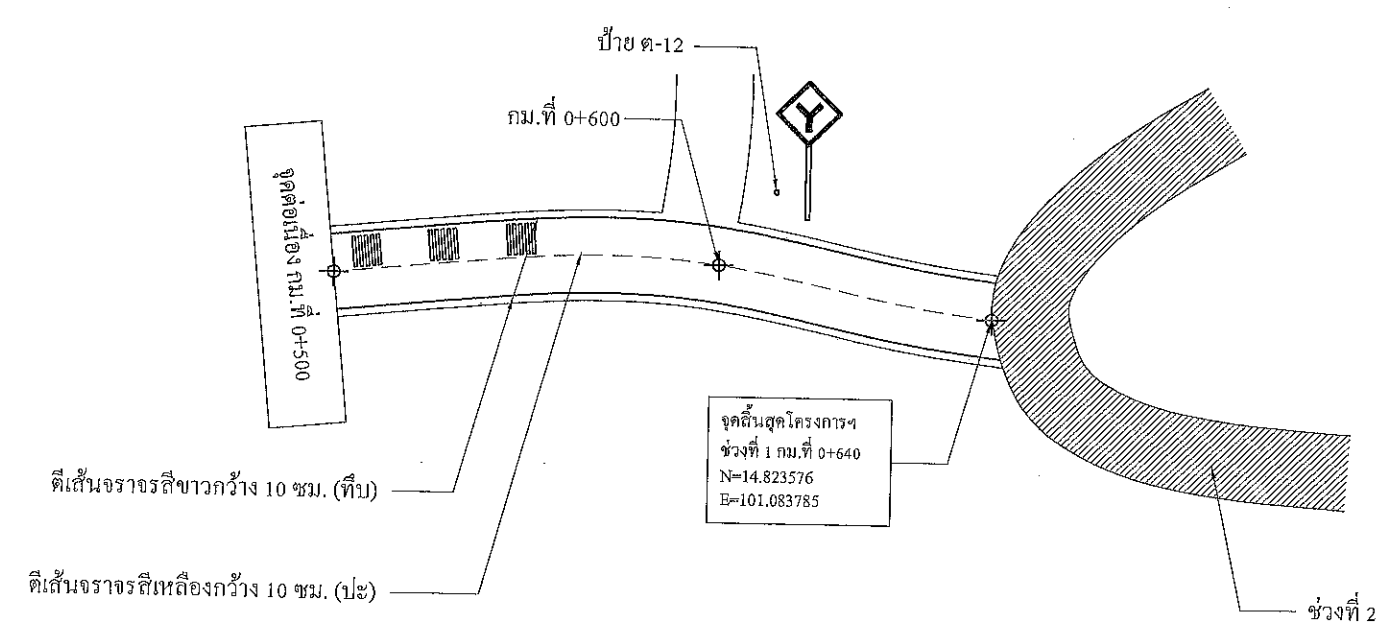 ป้าย ต-12
กม.ที่ 0+600
จุดต่อเนื่อง กม.ที่ 0+500
จุดสิ้นสุดโครงการฯ
ช่วงที่ 1 กม.ที่ 0+640
N=14.823576
E=101.083785
ตีเส้นจราจรสีขาวกว้าง 10 ซม. (ทึบ)
ตีเส้นจราจรสีเหลืองกว้าง 10 ซม. (ปะ)
ช่วงที่ 2